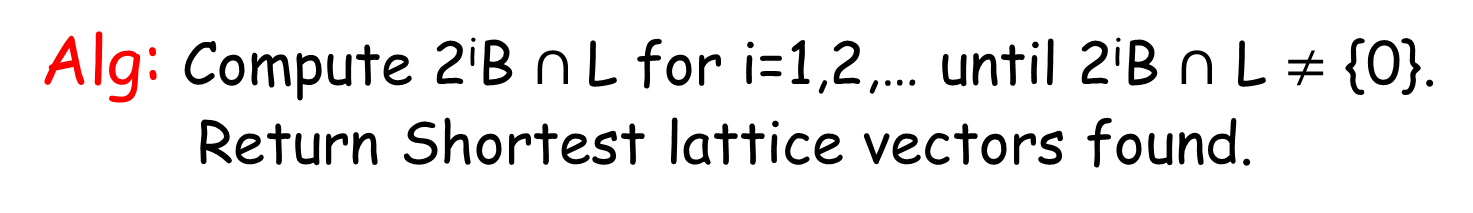 Alg: Compute 2ⁱB ∩ L for i=1,2,… until 2ⁱB ∩ L ≠ {0}.
Return Shortest lattice vectors found.